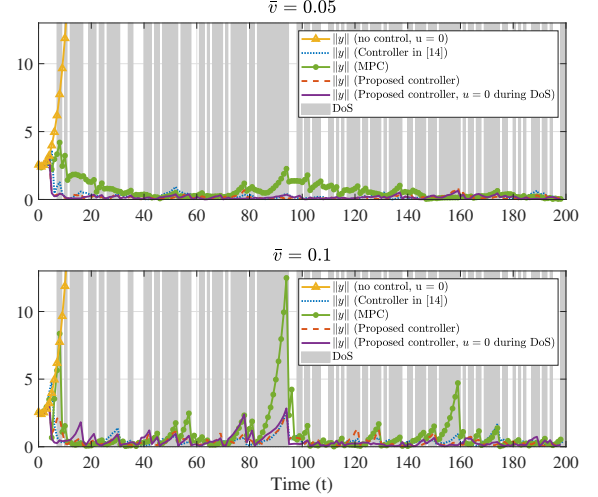 v̄ = 0.05
10
5
0
||y|| (no control, u = 0)
||y|| (Controller in [14])
||y|| (MPC)
||y|| (Proposed controller)
||y|| (Proposed controller, u = 0 during DoS)
DoS
0 20 40 60 80 100 120 140 160 180 200
v̄ = 0.1
10
5
0
||y|| (no control, u = 0)
||y|| (Controller in [14])
||y|| (MPC)
||y|| (Proposed controller)
||y|| (Proposed controller, u = 0 during DoS)
DoS
0 20 40 60 80 100 120 140 160 180 200
Time (t)